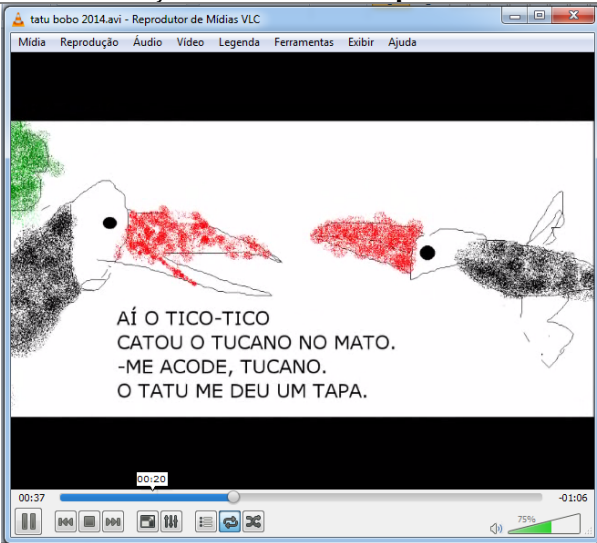 tatu bobo 2014.avi - Reprodutor de Mídias VLC
Mídia Reprodução Áudio Vídeo Legenda Ferramentas Exibir Ajuda
AÍ O TICO-TICO
CATOU O TUCANO NO MATO.
-ME ACODE, TUCANO.
O TATU ME DEU UM TAPA.
00:20
00:37 -01:06
75%